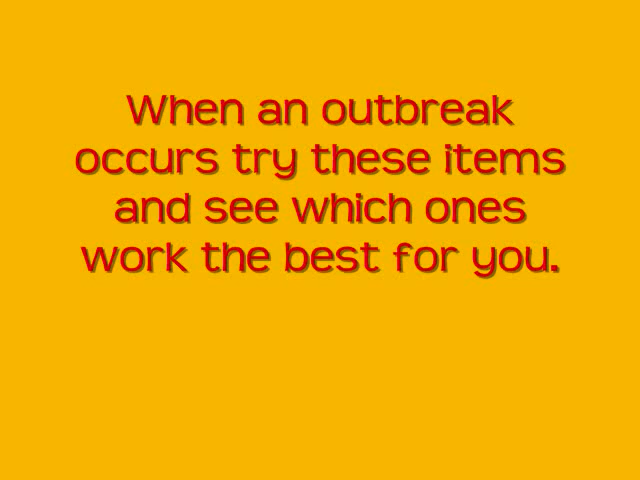 When an outbreak
occurs try these items
and see which ones
work the best for you.